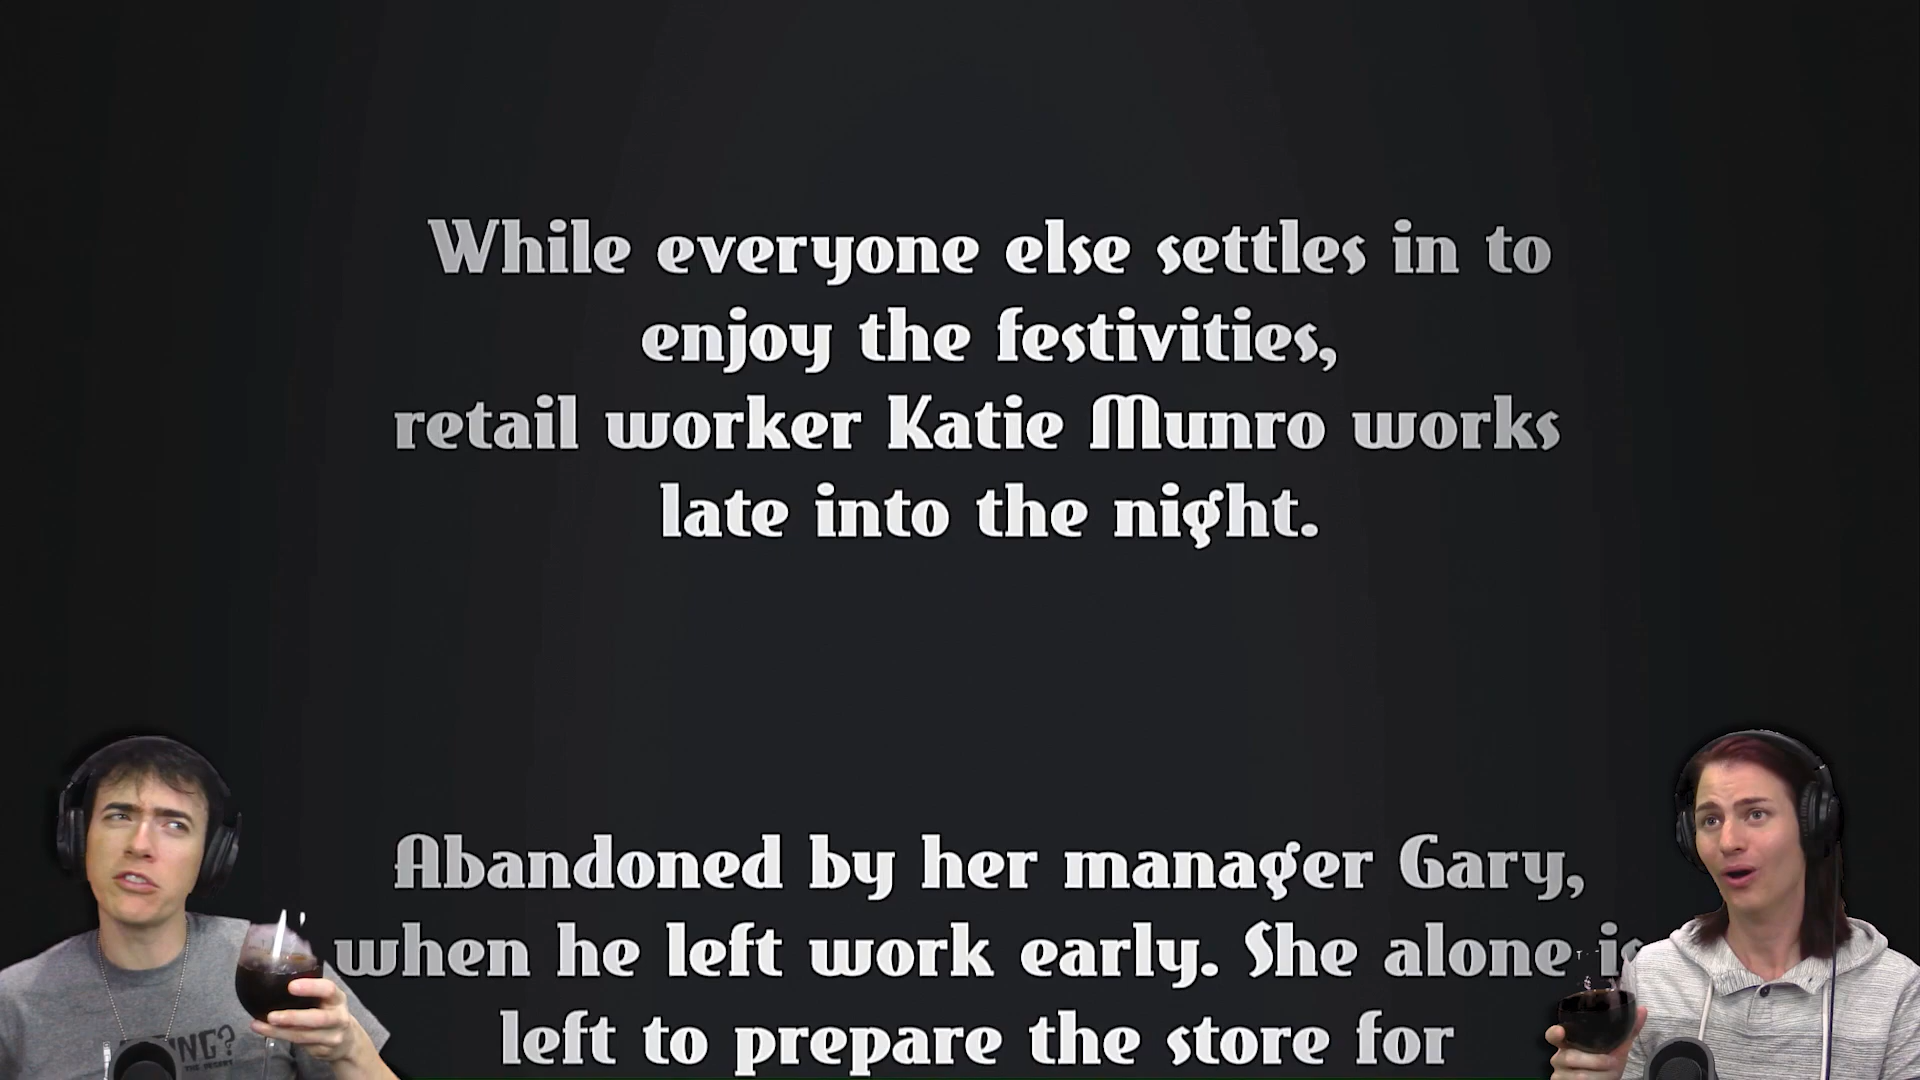 While everyone else settles in to
enjoy the festivities,
retail worker Katie Munro works
late into the night.
Abandoned by her manager Gary,
when he left work early. She alone is
left to prepare the store for